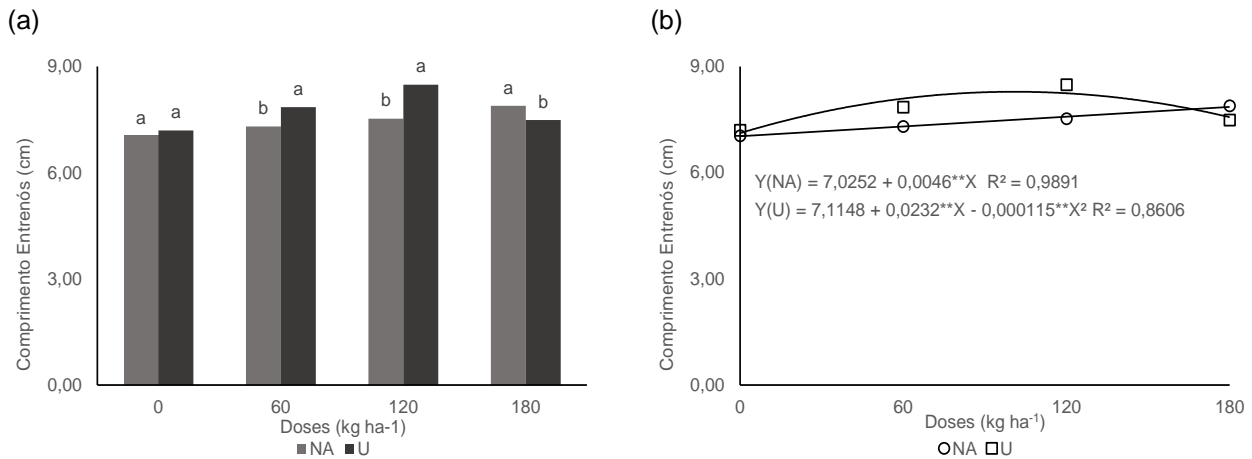 (a)
Comprimento Entrenós (cm)
9,00
6,00
3,00
0,00
a a
b a
b a
a b
0 60 120 180
Doses (kg ha-1)
NA U
(b)
Comprimento Entrenós (cm)
9,00
6,00
3,00
0,00
Y(NA) = 7,0252 + 0,0046**X R² = 0,9891
Y(U) = 7,1148 + 0,0232**X - 0,000115**X² R² = 0,8606
0 60 120 180
Doses (kg ha⁻¹)
NA U